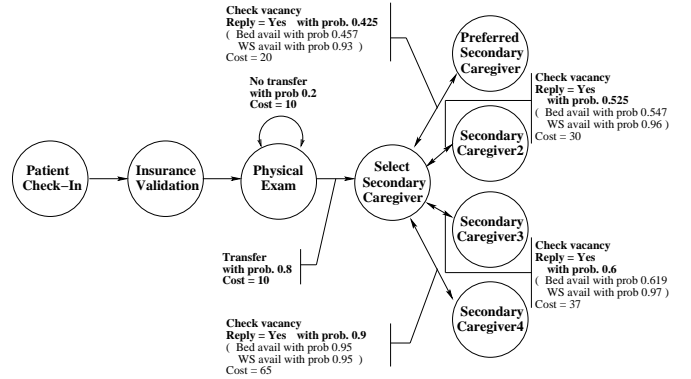 Check vacancy
Reply = Yes   with prob. 0.425
( Bed avail with prob 0.457
WS avail with prob 0.93 )
Cost = 20
Preferred
Secondary
Caregiver
No transfer
with prob 0.2
Cost = 10
Check vacancy
Reply = Yes
with prob. 0.525
( Bed avail with prob 0.547
WS avail with prob 0.96 )
Cost = 30
Secondary
Caregiver2
Patient
Check−In
Insurance
Validation
Physical
Exam
Select
Secondary
Caregiver
Secondary
Caregiver3
Transfer
with prob. 0.8
Cost = 10
Check vacancy
Reply = Yes
with prob. 0.6
( Bed avail with prob 0.619
WS avail with prob 0.97 )
Cost = 37
Secondary
Caregiver4
Check vacancy
Reply = Yes   with prob. 0.9
( Bed avail with prob 0.95
WS avail with prob 0.95 )
Cost = 65